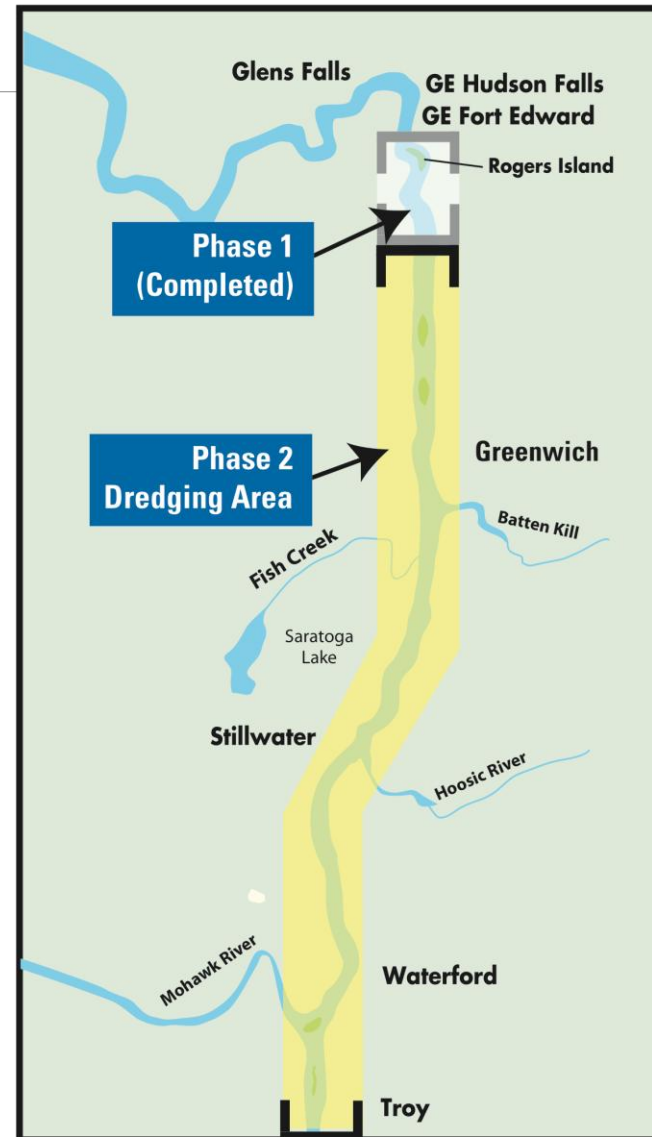 Glens Falls
GE Hudson Falls
GE Fort Edward
Rogers Island
Phase 1
(Completed)
Phase 2
Dredging Area
Greenwich
Batten Kill
Fish Creek
Saratoga
Lake
Stillwater
Hoosic River
Mohawk River
Waterford
Troy